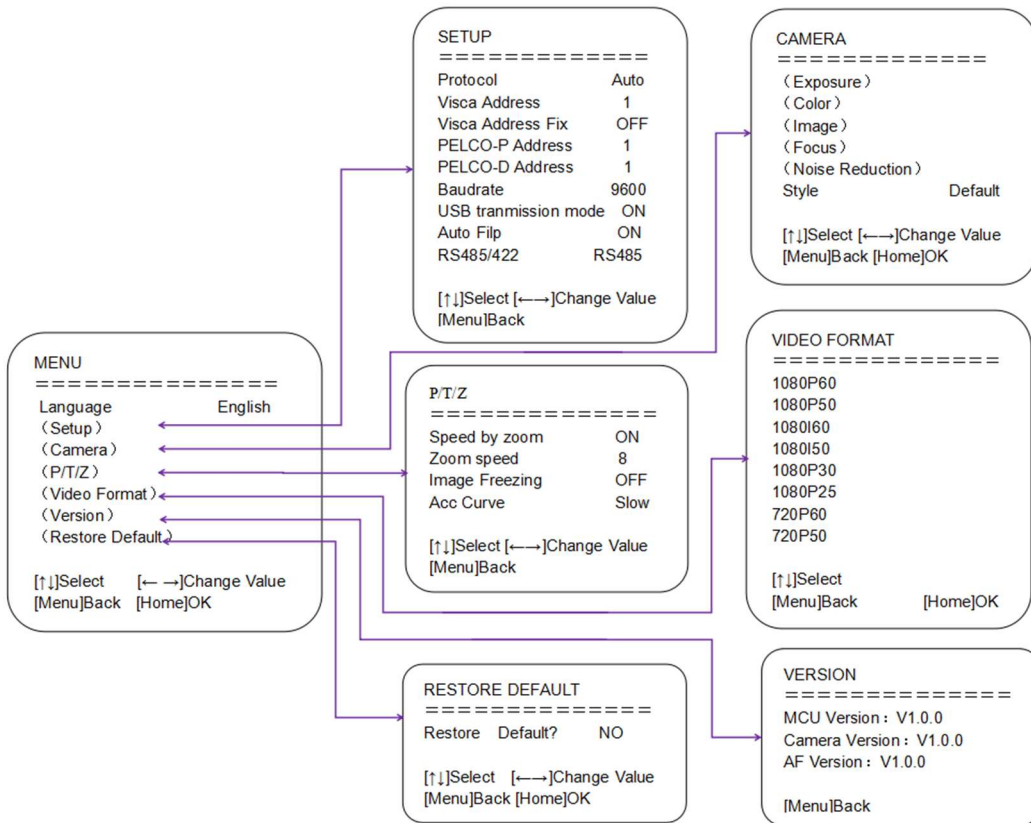 SETUP
= = = = = = = = = = = = = =
Protocol Auto
Visca Address 1
Visca Address Fix OFF
PELCO-P Address 1
PELCO-D Address 1
Baudrate 9600
USB tranmission mode ON
Auto Filp ON
RS485/422 RS485
[↑↓]Select [←→]Change Value
[Menu]Back
CAMERA
= = = = = = = = = = = = =
（Exposure）
（Color）
（Image）
（Focus）
（Noise Reduction）
Style Default
[↑↓]Select [←→]Change Value
[Menu]Back [Home]OK
MENU
= = = = = = = = = = = = = = =
Language English
（Setup）
（Camera）
（P/T/Z）
（Video Format）
（Version）
（Restore Default）
[↑↓]Select [← →]Change Value
[Menu]Back [Home]OK
P/T/Z
= = = = = = = = = = = = = =
Speed by zoom ON
Zoom speed 8
Image Freezing OFF
Acc Curve Slow
[↑↓]Select [←→]Change Value
[Menu]Back
VIDEO FORMAT
= = = = = = = = = = = = = =
1080P60
1080P50
1080I60
1080I50
1080P30
1080P25
720P60
720P50
[↑↓]Select
[Menu]Back [Home]OK
RESTORE DEFAULT
= = = = = = = = = = = = = =
Restore Default? NO
[↑↓]Select [←→]Change Value
[Menu]Back [Home]OK
VERSION
= = = = = = = = = = = = = =
MCU Version：V1.0.0
Camera Version：V1.0.0
AF Version：V1.0.0
[Menu]Back